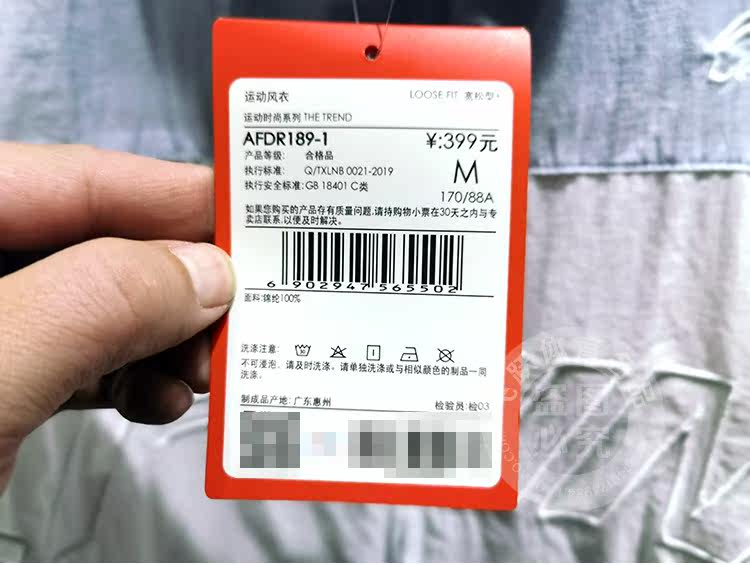 运动风衣
LOOSE FIT 宽松型
运动时尚系列 THE TREND
AFDR189-1
¥:399元
产品等级: 合格品
执行标准: Q/TXLNB 0021-2019
M
执行安全标准:GB 18401 C类
170/88A
如果您购买的产品存有质量问题,请持购物小票在30天之内与专
卖店联系,以便及时解决。
6 902947 565502
面料:锦纶100%
洗涤注意:
不可浸泡、请及时洗涤。请单独洗涤或与相似颜色的制品一同
洗涤。
制成品产地:广东惠州
检验员:检03
盗图
必究